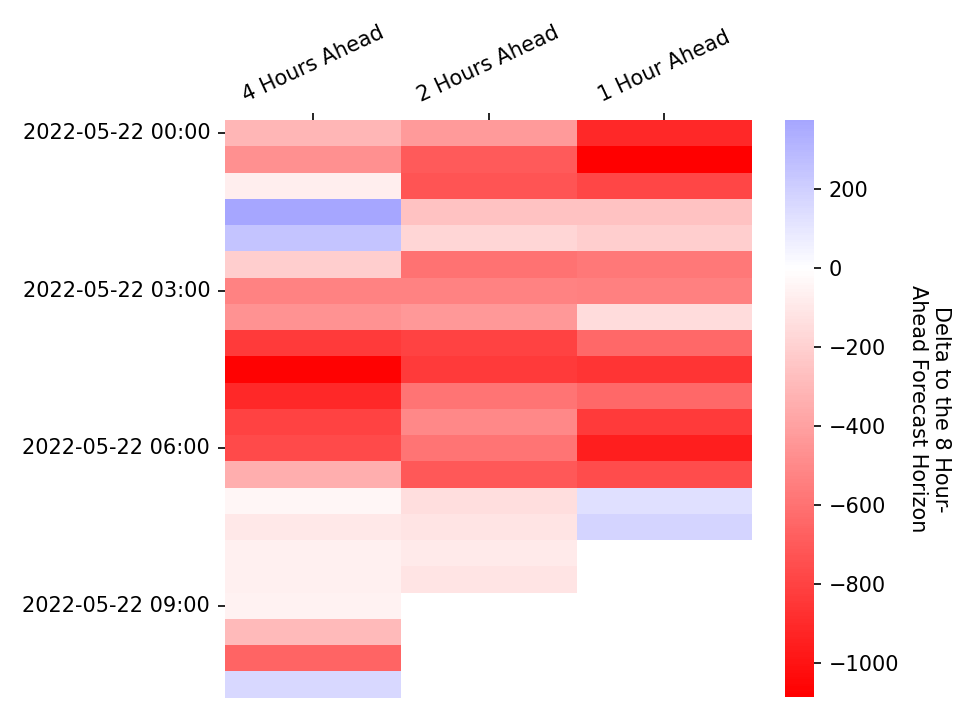 4 Hours Ahead
2 Hours Ahead
1 Hour Ahead
2022-05-22 00:00
2022-05-22 03:00
2022-05-22 06:00
2022-05-22 09:00
200
0
−200
−400
−600
−800
−1000
Delta to the 8 Hour-
Ahead Forecast Horizon